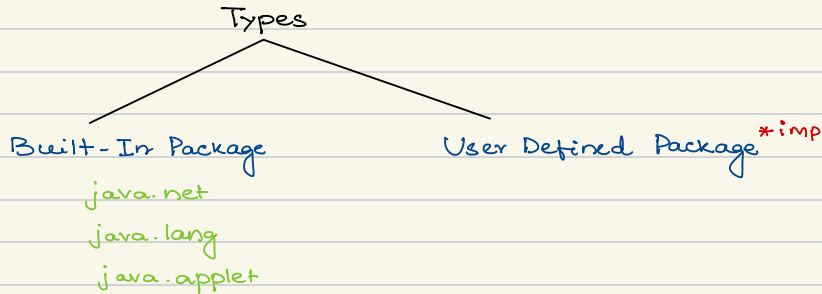 Types
Built-In Package
User Defined Package *imp
java.net
java.lang
java.applet